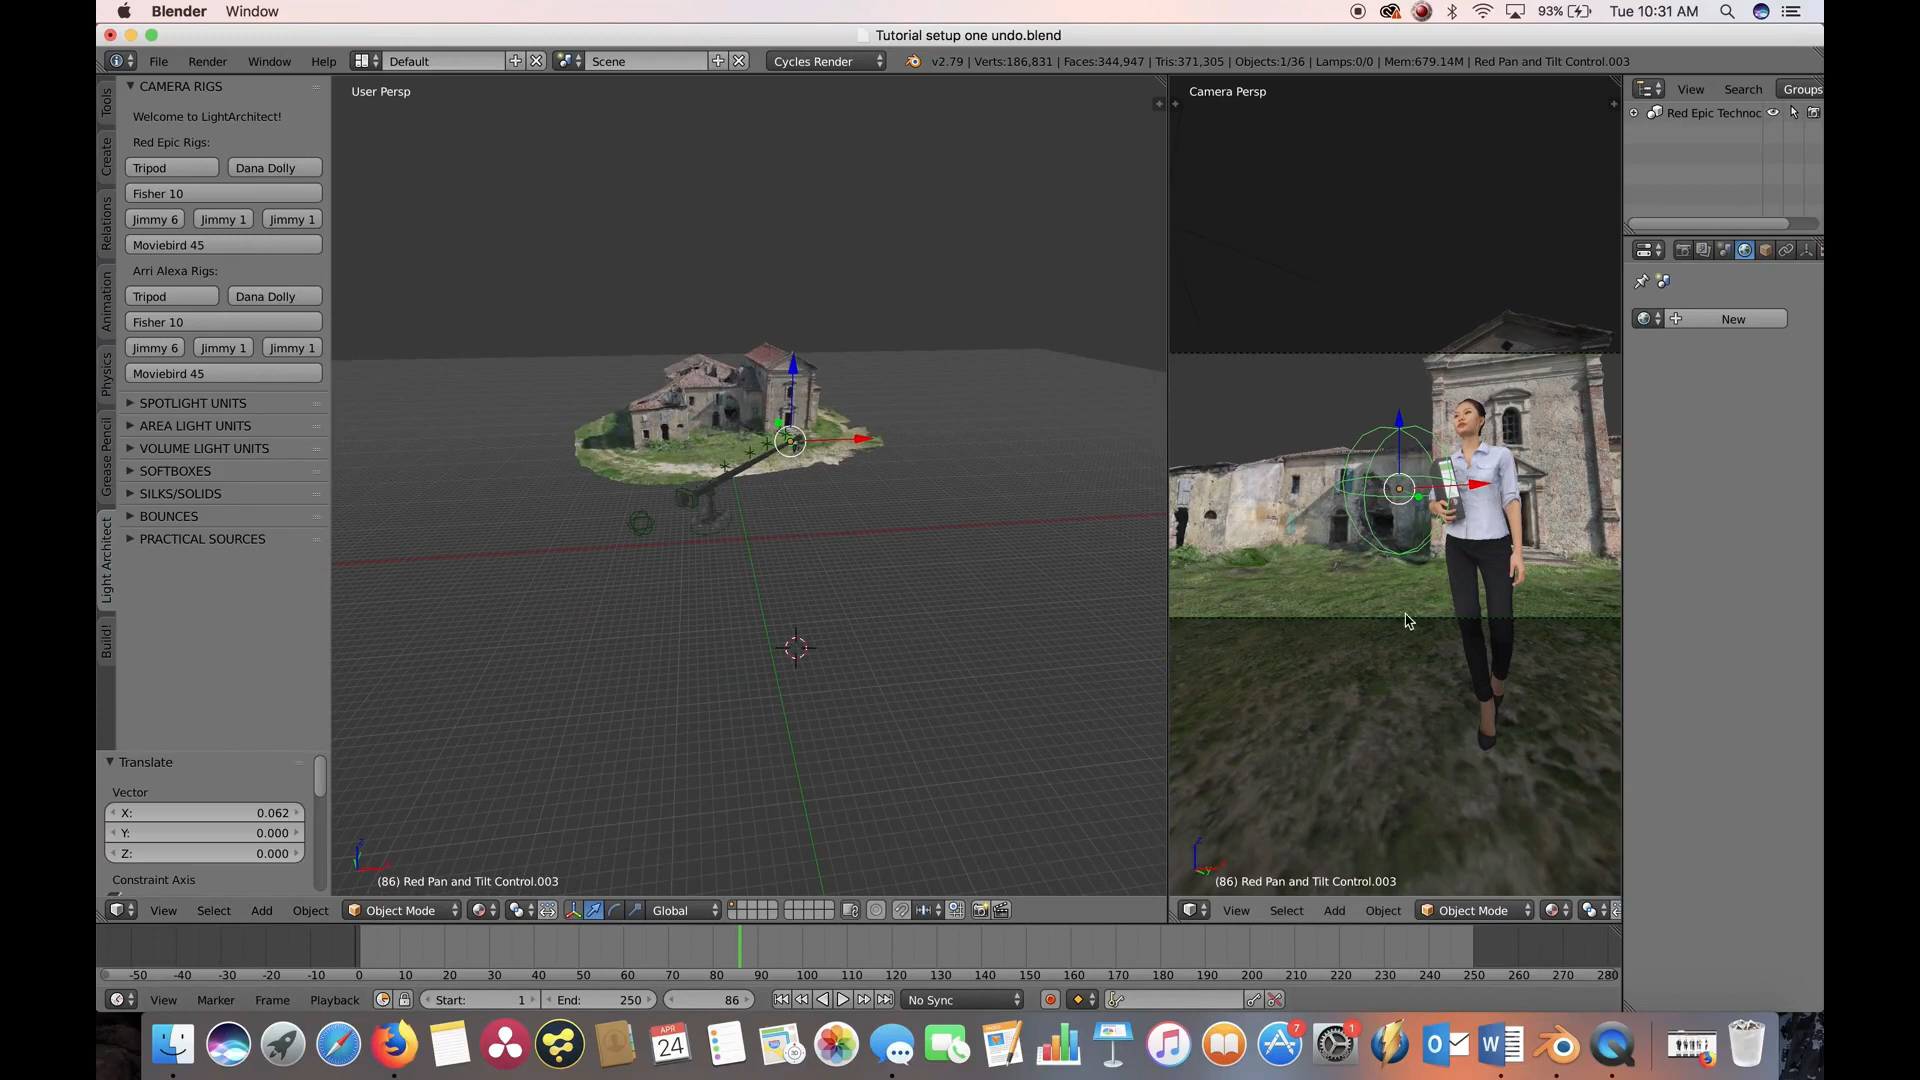 Blender Window 93% Tue 10:31 AM
Tutorial setup one undo.blend
File Render Window Help Default Scene Cycles Render v2.79 | Verts:186,831 | Faces:344,947 | Tris:371,305 | Objects:1/36 | Lamps:0/0 | Mem:679.14M | Red Pan and Tilt Control.003
CAMERA RIGS
Welcome to LightArchitect!
Red Epic Rigs:
Tripod Dana Dolly
Fisher 10
Jimmy 6 Jimmy 1 Jimmy 1
Moviebird 45
Arri Alexa Rigs:
Tripod Dana Dolly
Fisher 10
Jimmy 6 Jimmy 1 Jimmy 1
Moviebird 45
SPOTLIGHT UNITS
AREA LIGHT UNITS
VOLUME LIGHT UNITS
SOFTBOXES
SILKS/SOLIDS
BOUNCES
PRACTICAL SOURCES
Tools
Create
Relations
Animation
Physics
Grease Pencil
Light Architect
Build!
Translate
Vector
X: 0.062
Y: 0.000
Z: 0.000
Constraint Axis
User Persp
(86) Red Pan and Tilt Control.003
Camera Persp
(86) Red Pan and Tilt Control.003
View Search Groups
Red Epic Technoc
New
View Select Add Object Object Mode Global
View Select Add Object Object Mode
-50 -40 -30 -20 -10 0 10 20 30 40 50 60 70 80 90 100 110 120 130 140 150 160 170 180 190 200 210 220 230 240 250 260 270 280
View Marker Frame Playback Start: 1 End: 250 86 No Sync
APR
24
7
1